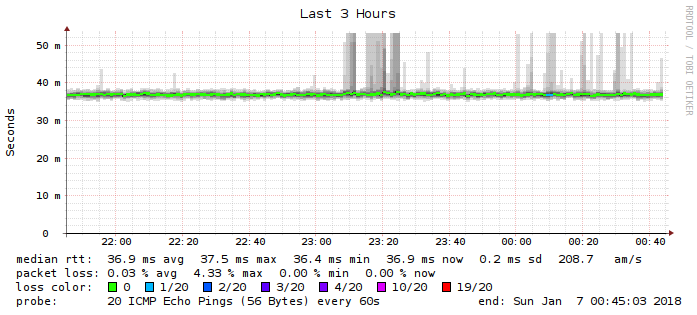 Last 3 Hours
RRDTOOL / TOBI OETIKER
Seconds
50 m
40 m
30 m
20 m
10 m
0
22:00 22:20 22:40 23:00 23:20 23:40 00:00 00:20 00:40
median rtt: 36.9 ms avg 37.5 ms max 36.4 ms min 36.9 ms now 0.2 ms sd 208.7 am/s
packet loss: 0.03 % avg 4.33 % max 0.00 % min 0.00 % now
loss color: 0 1/20 2/20 3/20 4/20 10/20 19/20
probe: 20 ICMP Echo Pings (56 Bytes) every 60s end: Sun Jan 7 00:45:03 2018